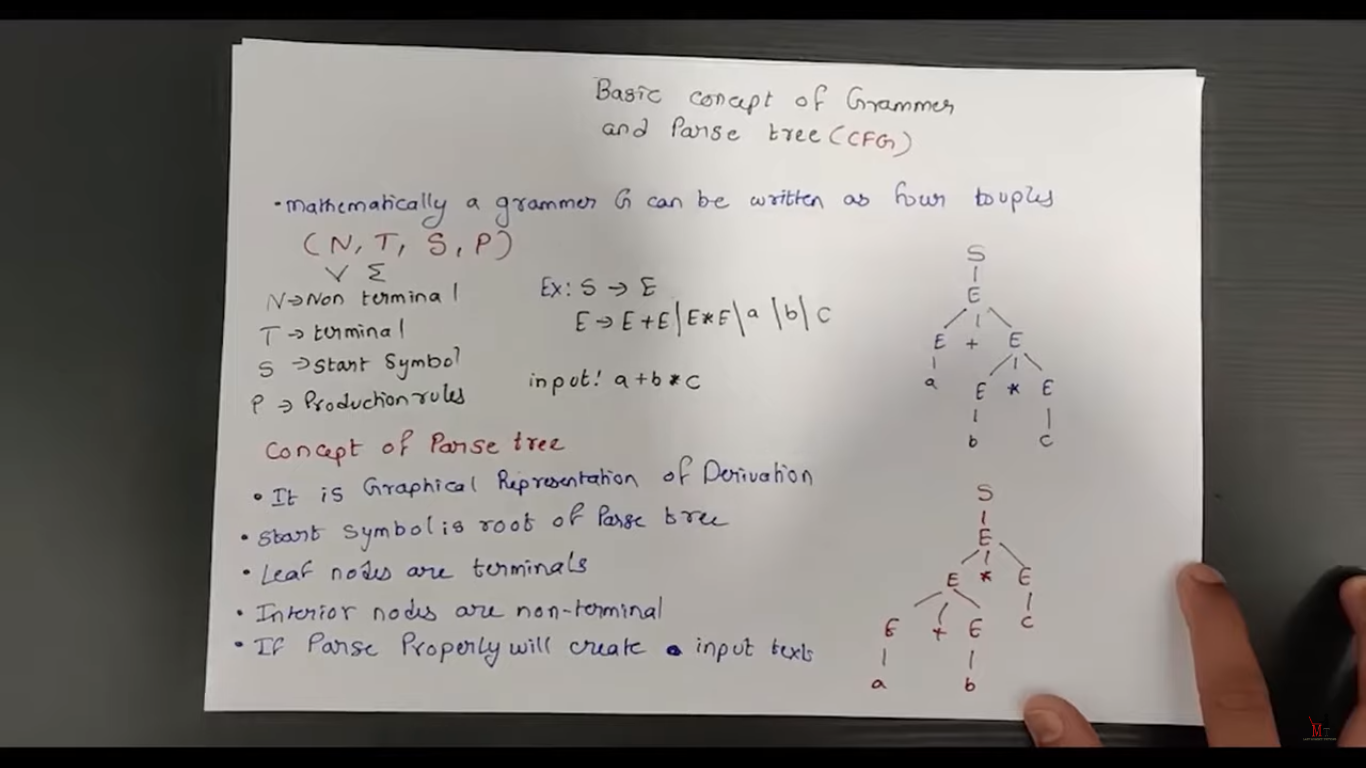 Basic concept of Grammer
and Parse tree (CFG)
• Mathematically a grammer G can be written as four touples
(N, T, S, P)
V Σ
N → Non terminal
T → terminal
S → Start Symbol
P → Production rules
Ex: S → E
E → E + E | E * E | a | b | c
input: a + b * c
Concept of Parse tree
• It is Graphical Representation of Derivation
• Start Symbol is root of Parse tree
• Leaf nodes are terminals
• Interior nodes are non-terminal
• If Parse Properly will create input texts
S
E
E + E
a E * E
b c
S
E
E * E
E + E c
a b